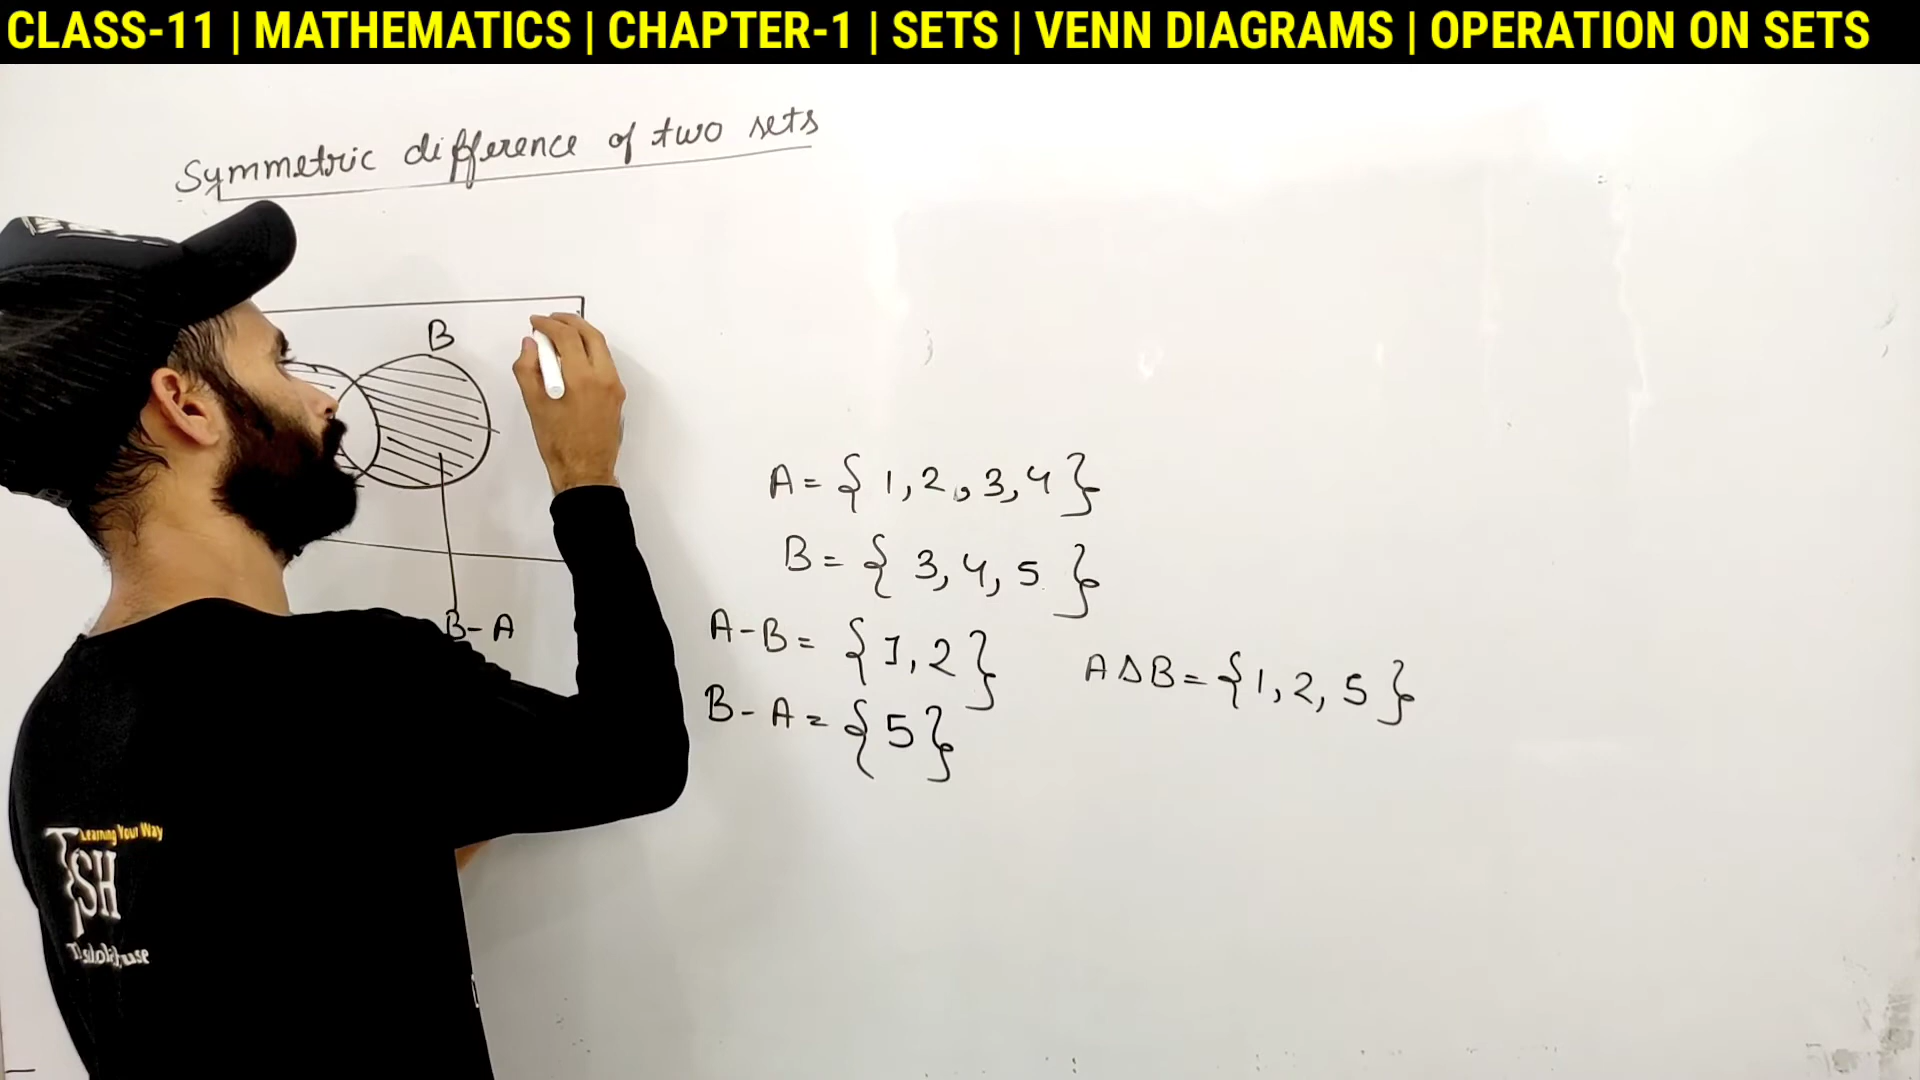 CLASS-11 | MATHEMATICS | CHAPTER-1 | SETS | VENN DIAGRAMS | OPERATION ON SETS
Symmetric difference of two sets
B
B-A
A = { 1, 2, 3, 4 }
B = { 3, 4, 5 }
A-B = { 1, 2 }
B-A = { 5 }
A Δ B = { 1, 2, 5 }
Learning Your Way
TSH